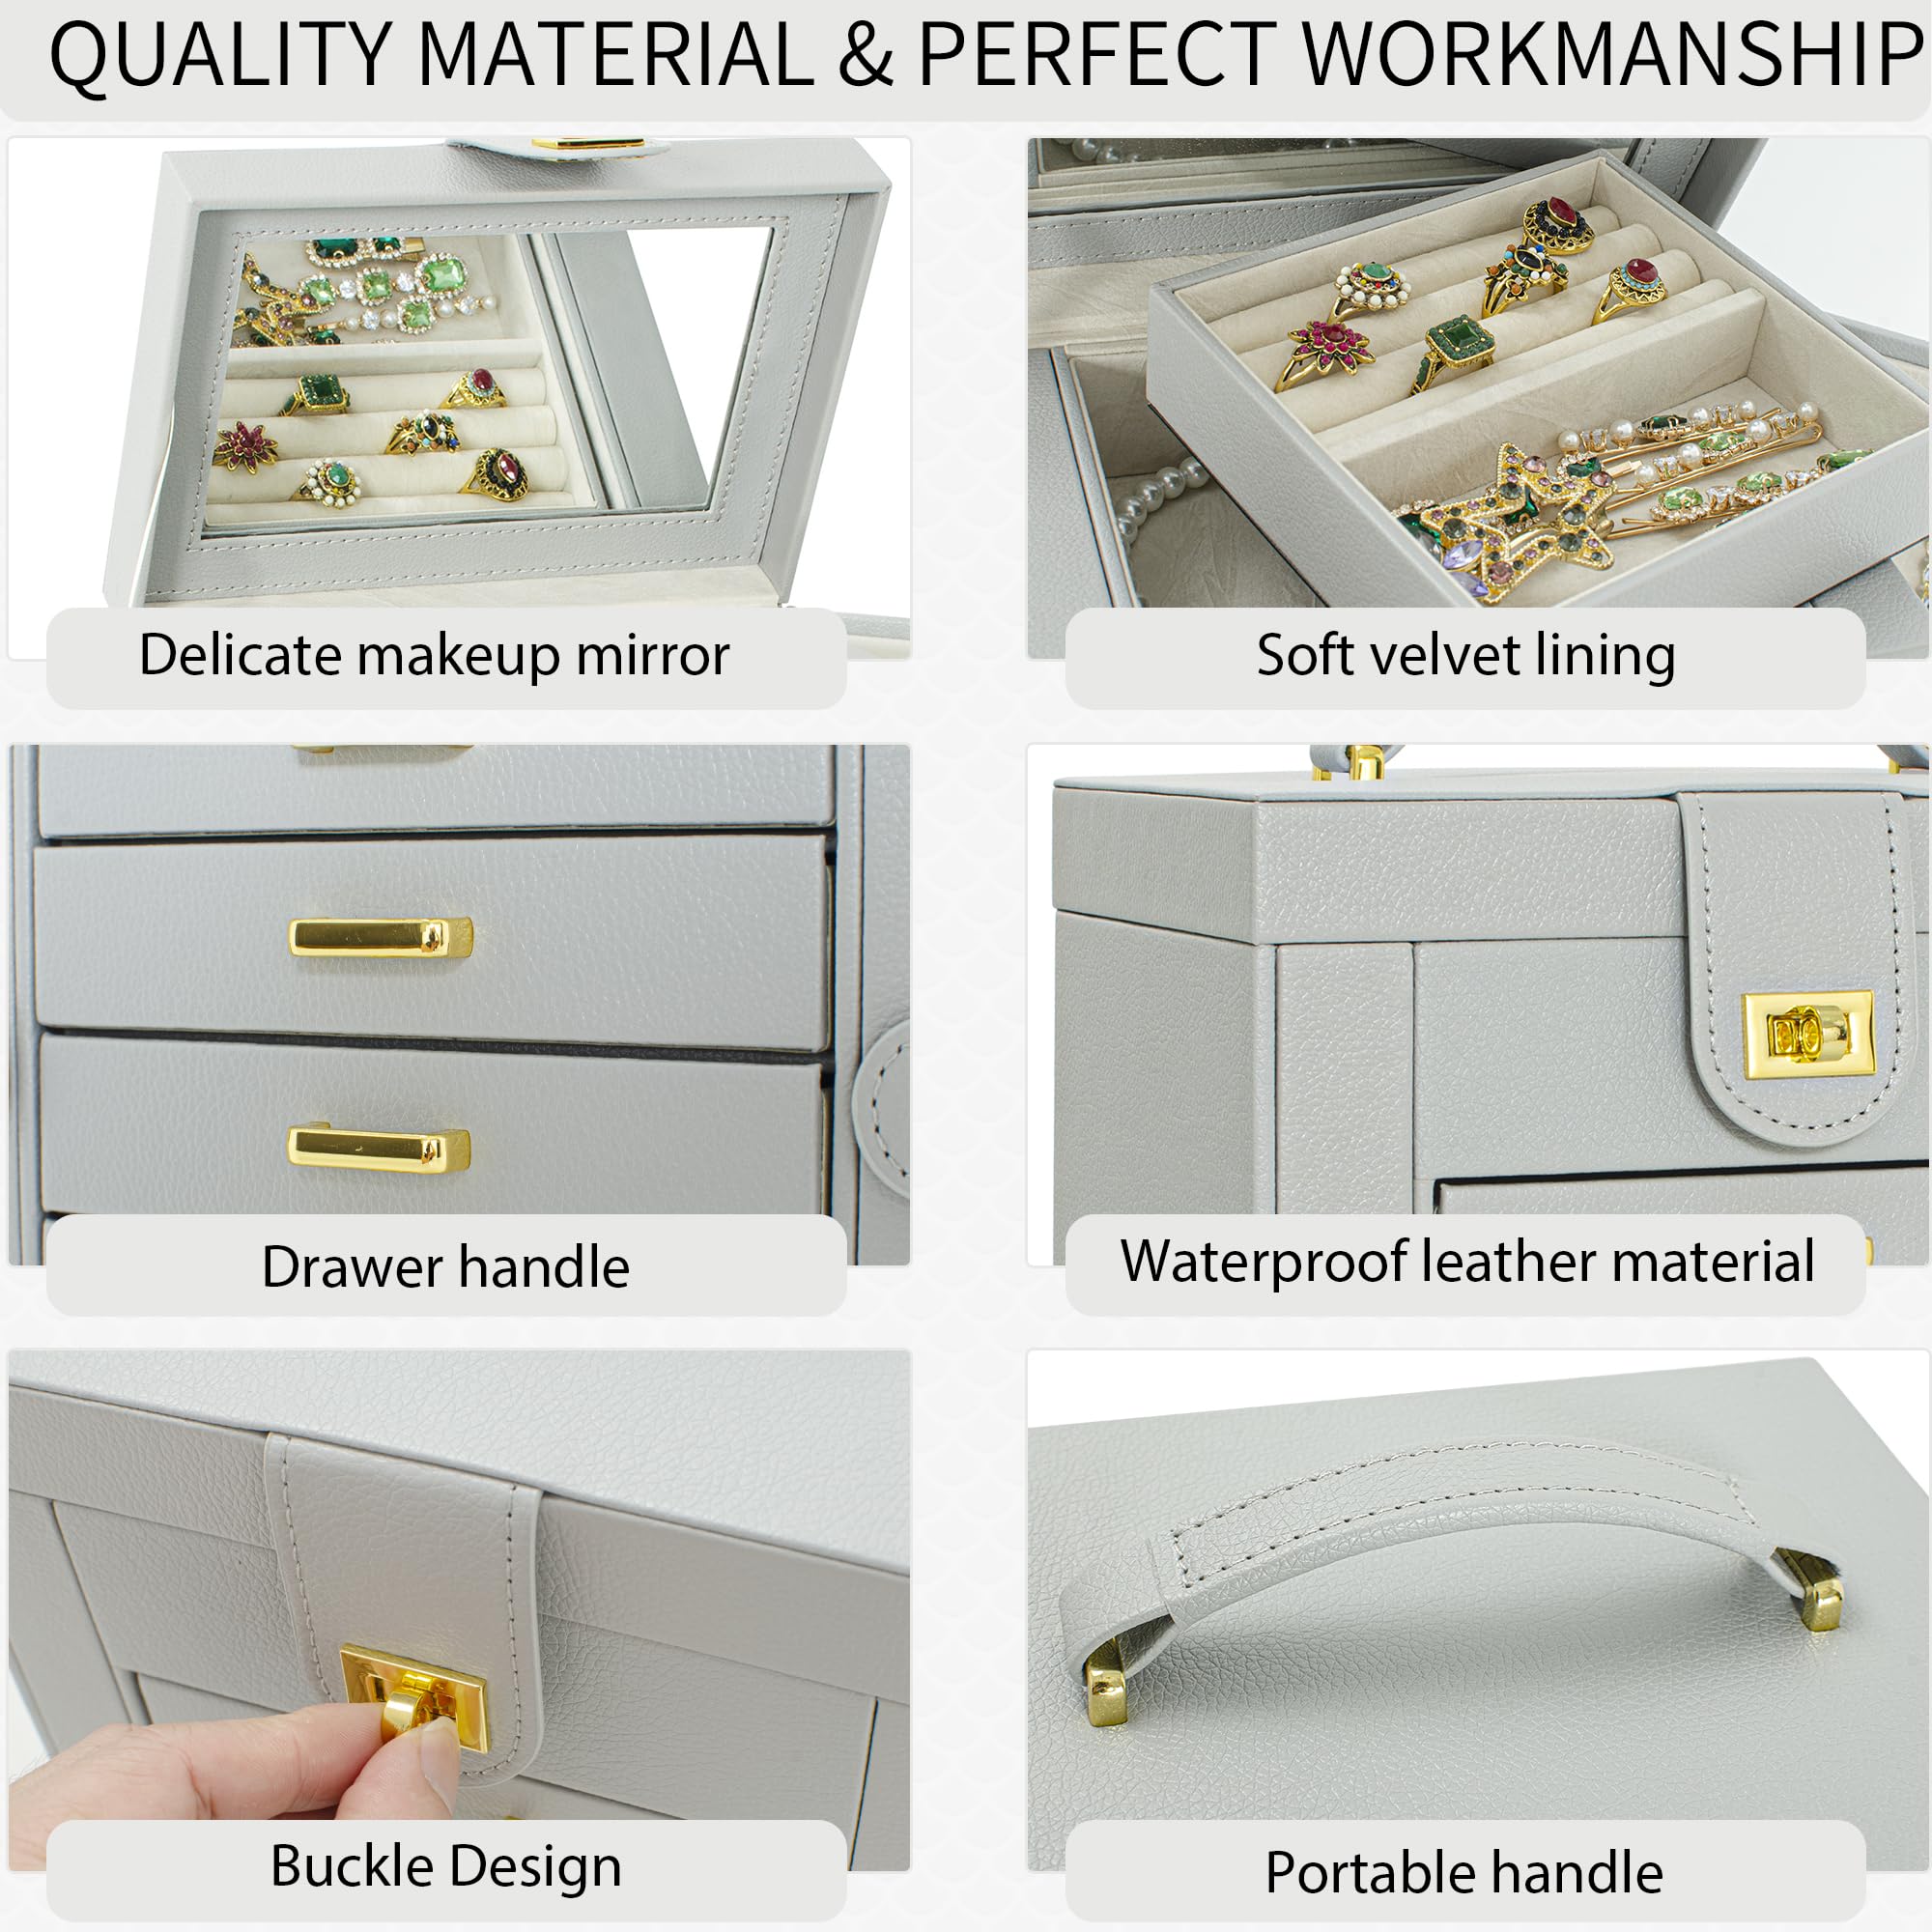 QUALITY MATERIAL & PERFECT WORKMANSHIP
Delicate makeup mirror
Soft velvet lining
Drawer handle
Waterproof leather material
Buckle Design
Portable handle